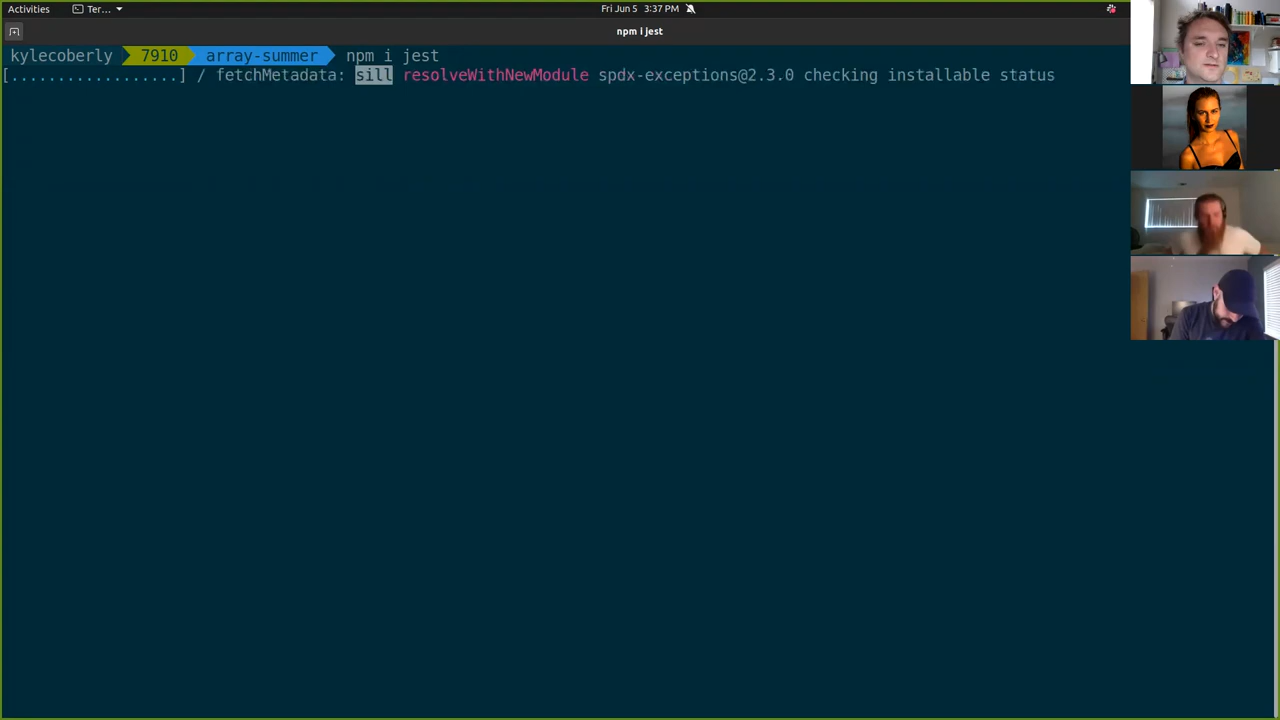 Activities
Ter...
Fri Jun 5 3:37 PM
npm i jest
kylecoberly 7910 array-summer npm i jest
[..................] / fetchMetadata: sill resolveWithNewModule spdx-exceptions@2.3.0 checking installable status